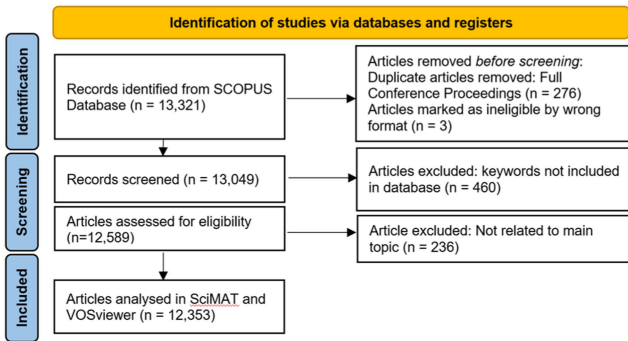 Identification of studies via databases and registers
Identification
Records identified from SCOPUS
Database (n = 13,321)
Articles removed before screening:
Duplicate articles removed: Full
Conference Proceedings (n = 276)
Articles marked as ineligible by wrong
format (n = 3)
Screening
Records screened (n = 13,049)
Articles excluded: keywords not included
in database (n = 460)
Articles assessed for eligibility
(n=12,589)
Article excluded: Not related to main
topic (n = 236)
Included
Articles analysed in SciMAT and
VOSviewer (n = 12,353)